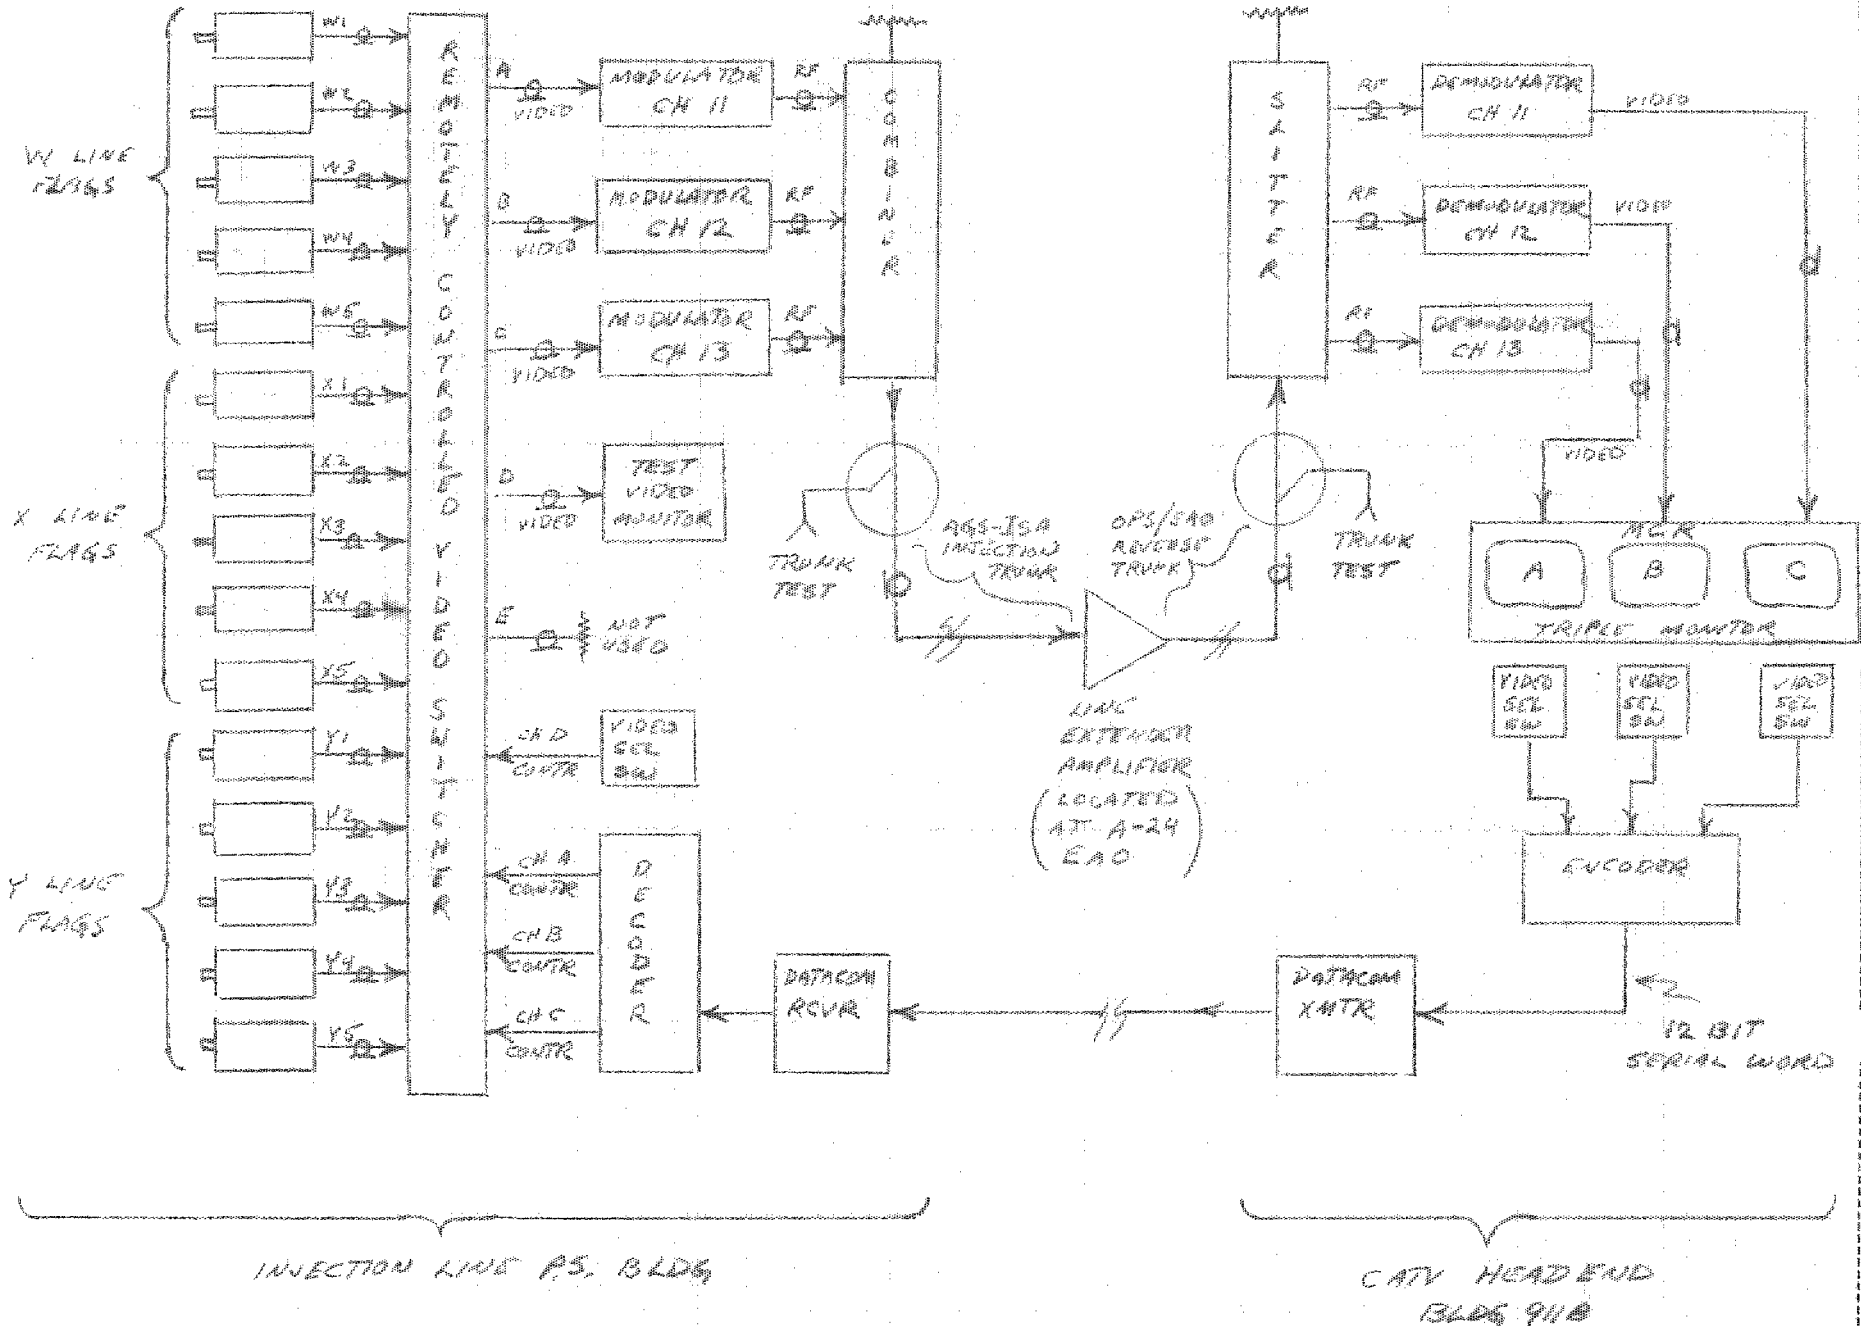 W LINE
FLAGS
W1
W2
W3
W4
W5
X LINE
FLAGS
X1
X2
X3
X4
X5
Y LINE
FLAGS
Y1
Y2
Y3
Y4
Y5
REMOTELY CONTROLLED VIDEO SWITCHER
A
VIDEO
MODULATOR
CH 11
RF
B
VIDEO
MODULATOR
CH 12
RF
C
VIDEO
MODULATOR
CH 13
RF
COMBINER
D
VIDEO
TEST
VIDEO
MONITOR
E
NOT
USED
CH D
CONTR
VIDEO
SEL
SW
CH A
CONTR
CH B
CONTR
CH C
CONTR
DECODER
DATACOM
RCVR
TRUNK
TEST
AGS-ISA
INJECTION
TRUNK
OPS/EAO
REVERSE
TRUNK
LINE
EXTENDER
AMPLIFIER
(LOCATED
AT A-24
EAO)
SLITTER
TRUNK
TEST
RF
DEMODULATOR
CH 11
VIDEO
RF
DEMODULATOR
CH 12
VIDEO
RF
DEMODULATOR
CH 13
VIDEO
MCR
A
B
C
TRIPLE MONITOR
VIDEO
SEL
SW
VIDEO
SEL
SW
VIDEO
SEL
SW
ENCODER
DATACOM
XMTR
12 BIT
SERIAL WORD
INJECTION LINE P.S. BLDG
CATV HEAD END
BLDG 911B